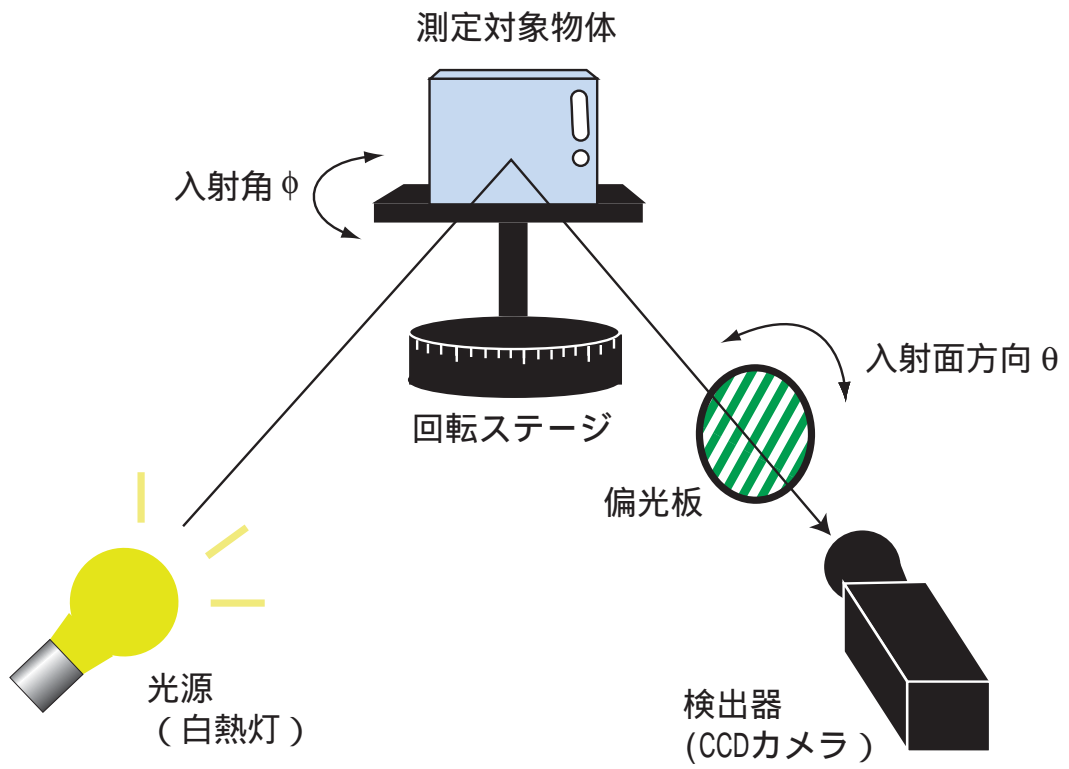 測定対象物体
入射角 φ
入射面方向 θ
回転ステージ
偏光板
光源
(白熱灯)
検出器
(CCDカメラ)